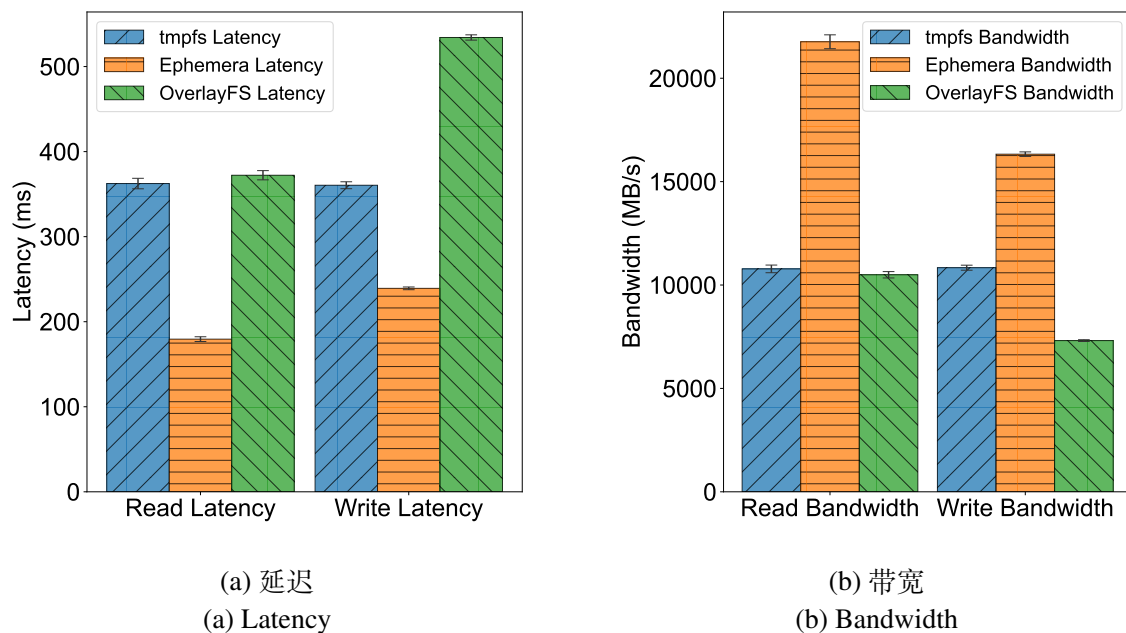 tmpfs Latency
Ephemera Latency
OverlayFS Latency
Latency (ms)
500
400
300
200
100
0
Read Latency
Write Latency
(a) 延迟
(a) Latency
tmpfs Bandwidth
Ephemera Bandwidth
OverlayFS Bandwidth
Bandwidth (MB/s)
20000
15000
10000
5000
0
Read Bandwidth
Write Bandwidth
(b) 带宽
(b) Bandwidth